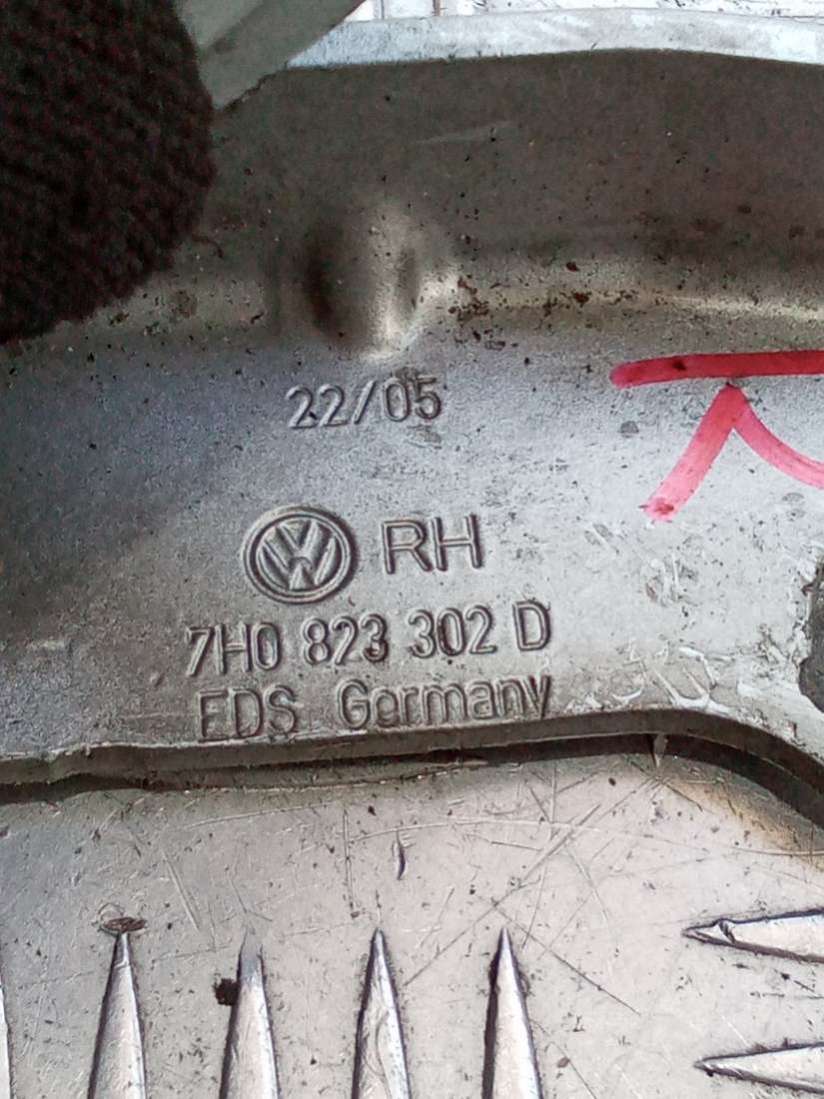 22/05
RH
7H0 823 302 D
EDS Germany